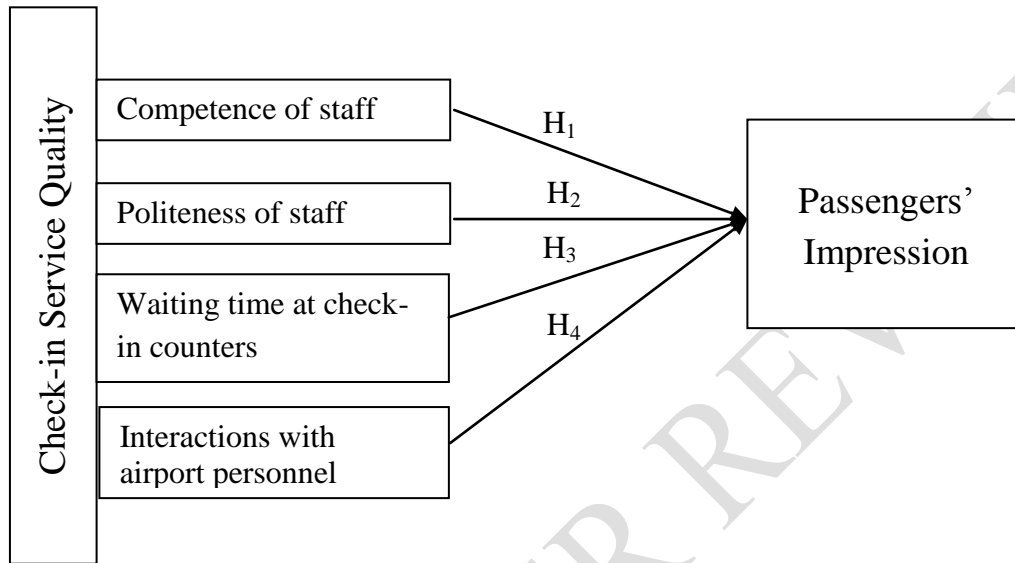 Check-in Service Quality
Competence of staff
Politeness of staff
Waiting time at check-
in counters
Interactions with
airport personnel
H₁
H₂
H₃
H₄
Passengers’
Impression